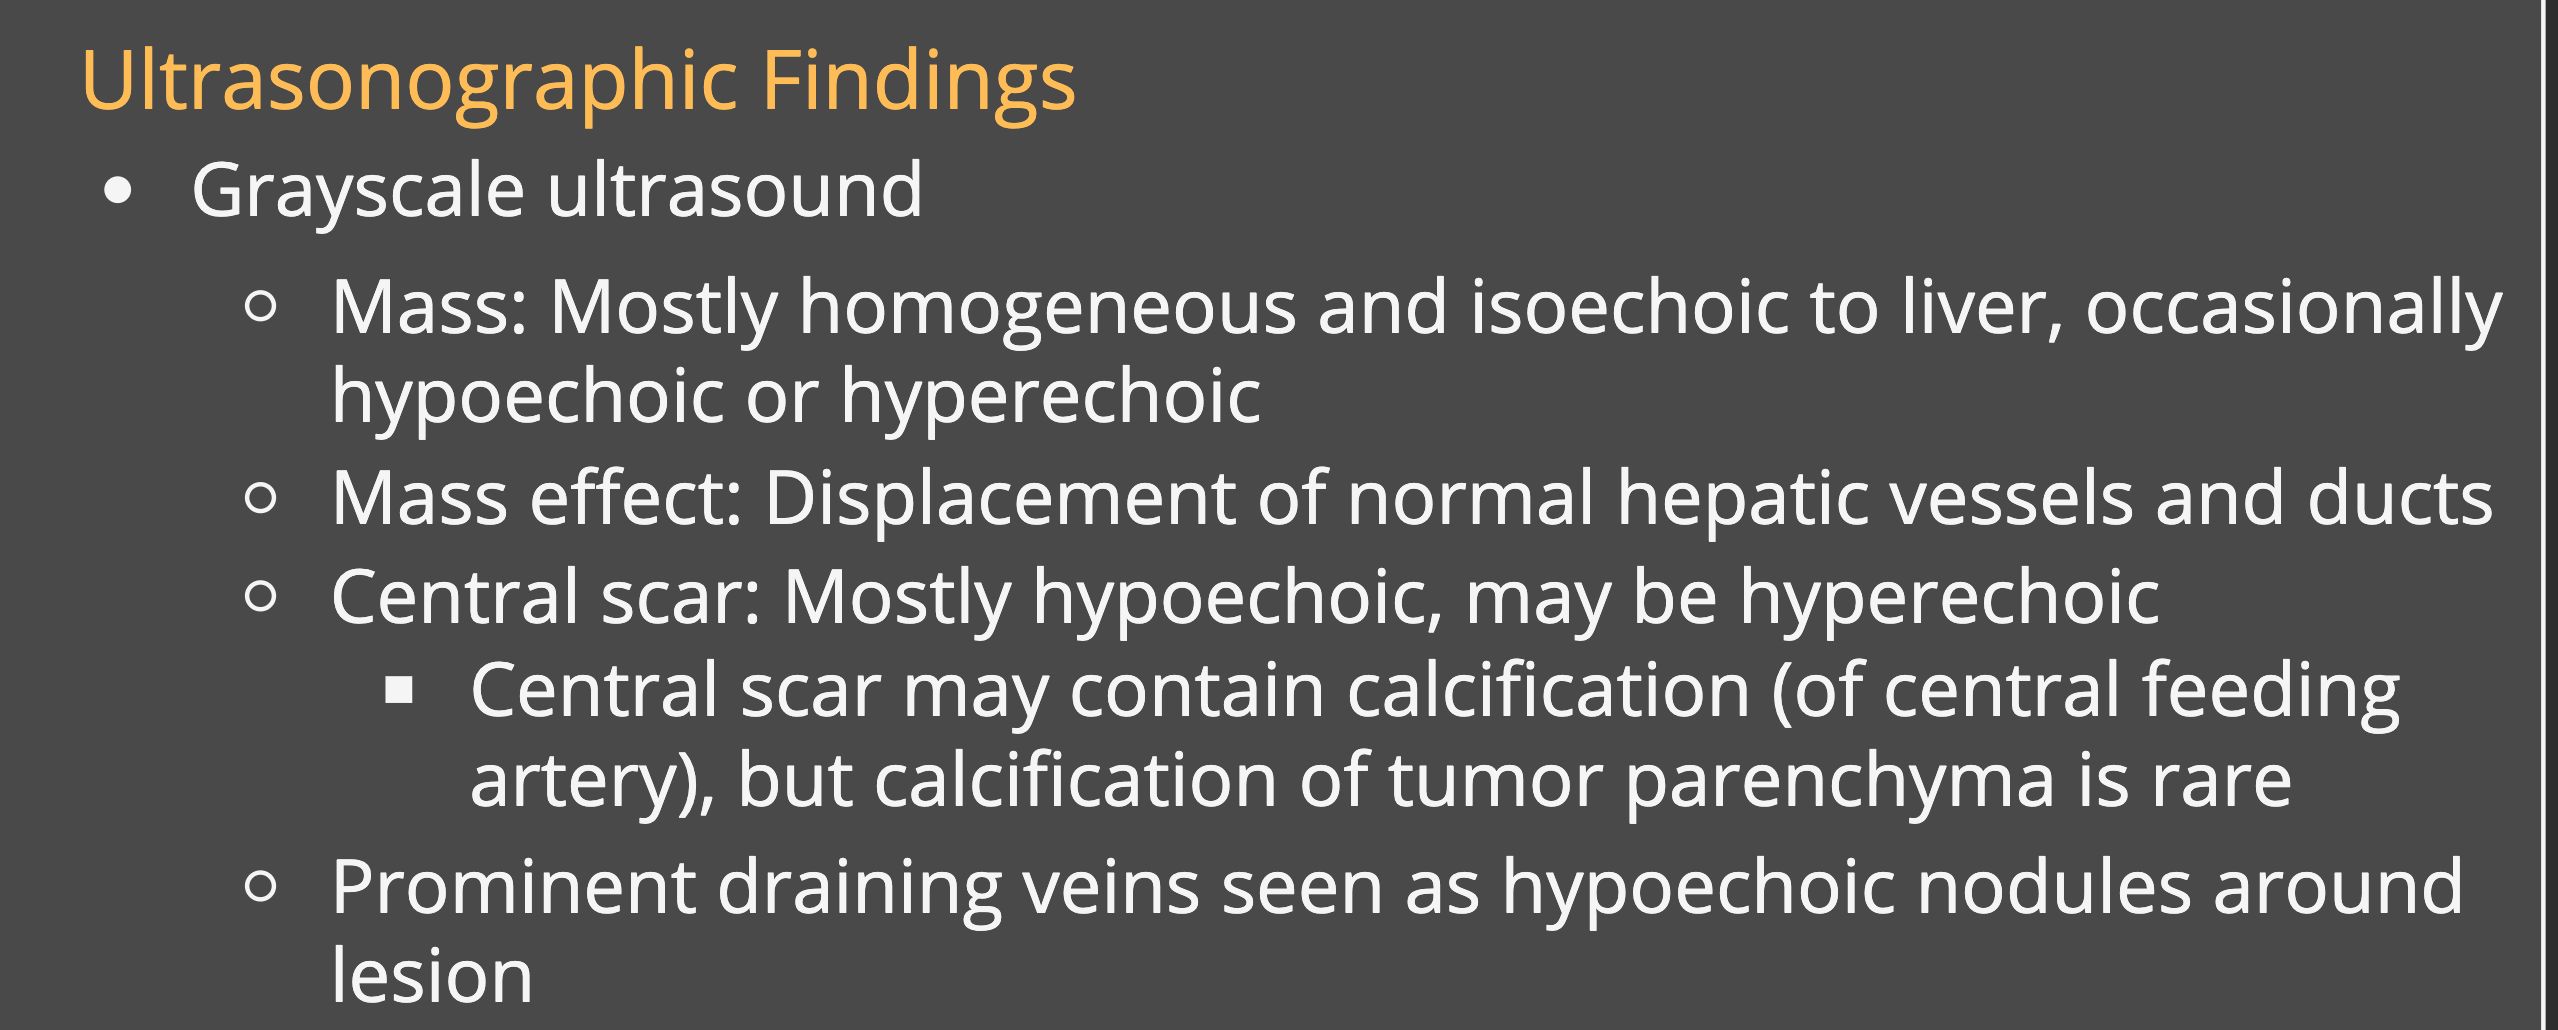 Ultrasonographic Findings
● Grayscale ultrasound
○ Mass: Mostly homogeneous and isoechoic to liver, occasionally
hypoechoic or hyperechoic
○ Mass effect: Displacement of normal hepatic vessels and ducts
○ Central scar: Mostly hypoechoic, may be hyperechoic
■ Central scar may contain calcification (of central feeding
artery), but calcification of tumor parenchyma is rare
○ Prominent draining veins seen as hypoechoic nodules around
lesion